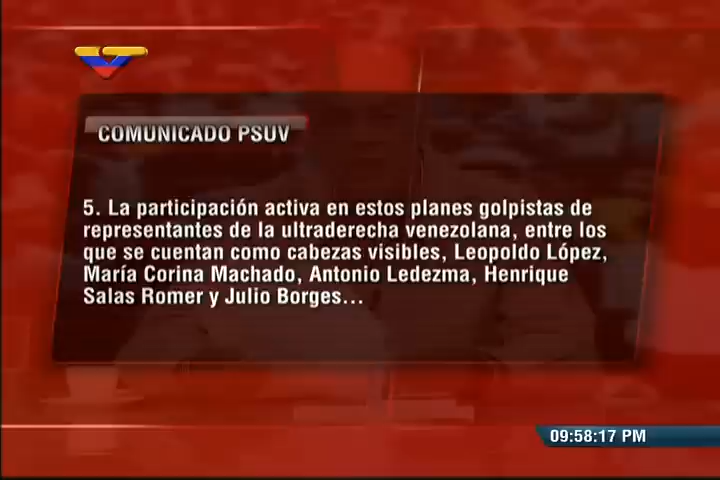 COMUNICADO PSUV
5. La participación activa en estos planes golpistas de
representantes de la ultraderecha venezolana, entre los
que se cuentan como cabezas visibles, Leopoldo López,
María Corina Machado, Antonio Ledezma, Henrique
Salas Romer y Julio Borges...
09:58:17 PM